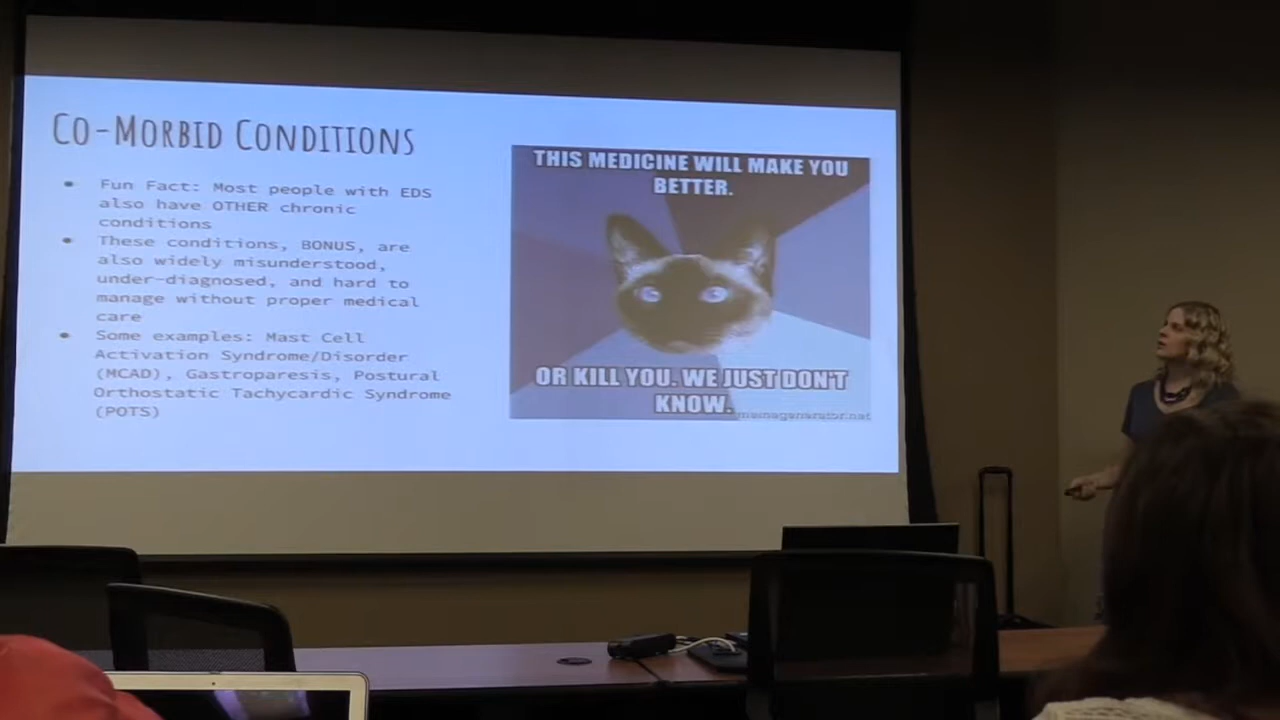 Co-Morbid Conditions
Fun Fact: Most people with EDS
also have OTHER chronic
conditions
These conditions, BONUS, are
also widely misunderstood,
under-diagnosed, and hard to
manage without proper medical
care
Some examples: Mast Cell
Activation Syndrome/Disorder
(MCAD), Gastroparesis, Postural
Orthostatic Tachycardic Syndrome
(POTS)
THIS MEDICINE WILL MAKE YOU
BETTER.
OR KILL YOU. WE JUST DON'T
KNOW.
memegenerator.net